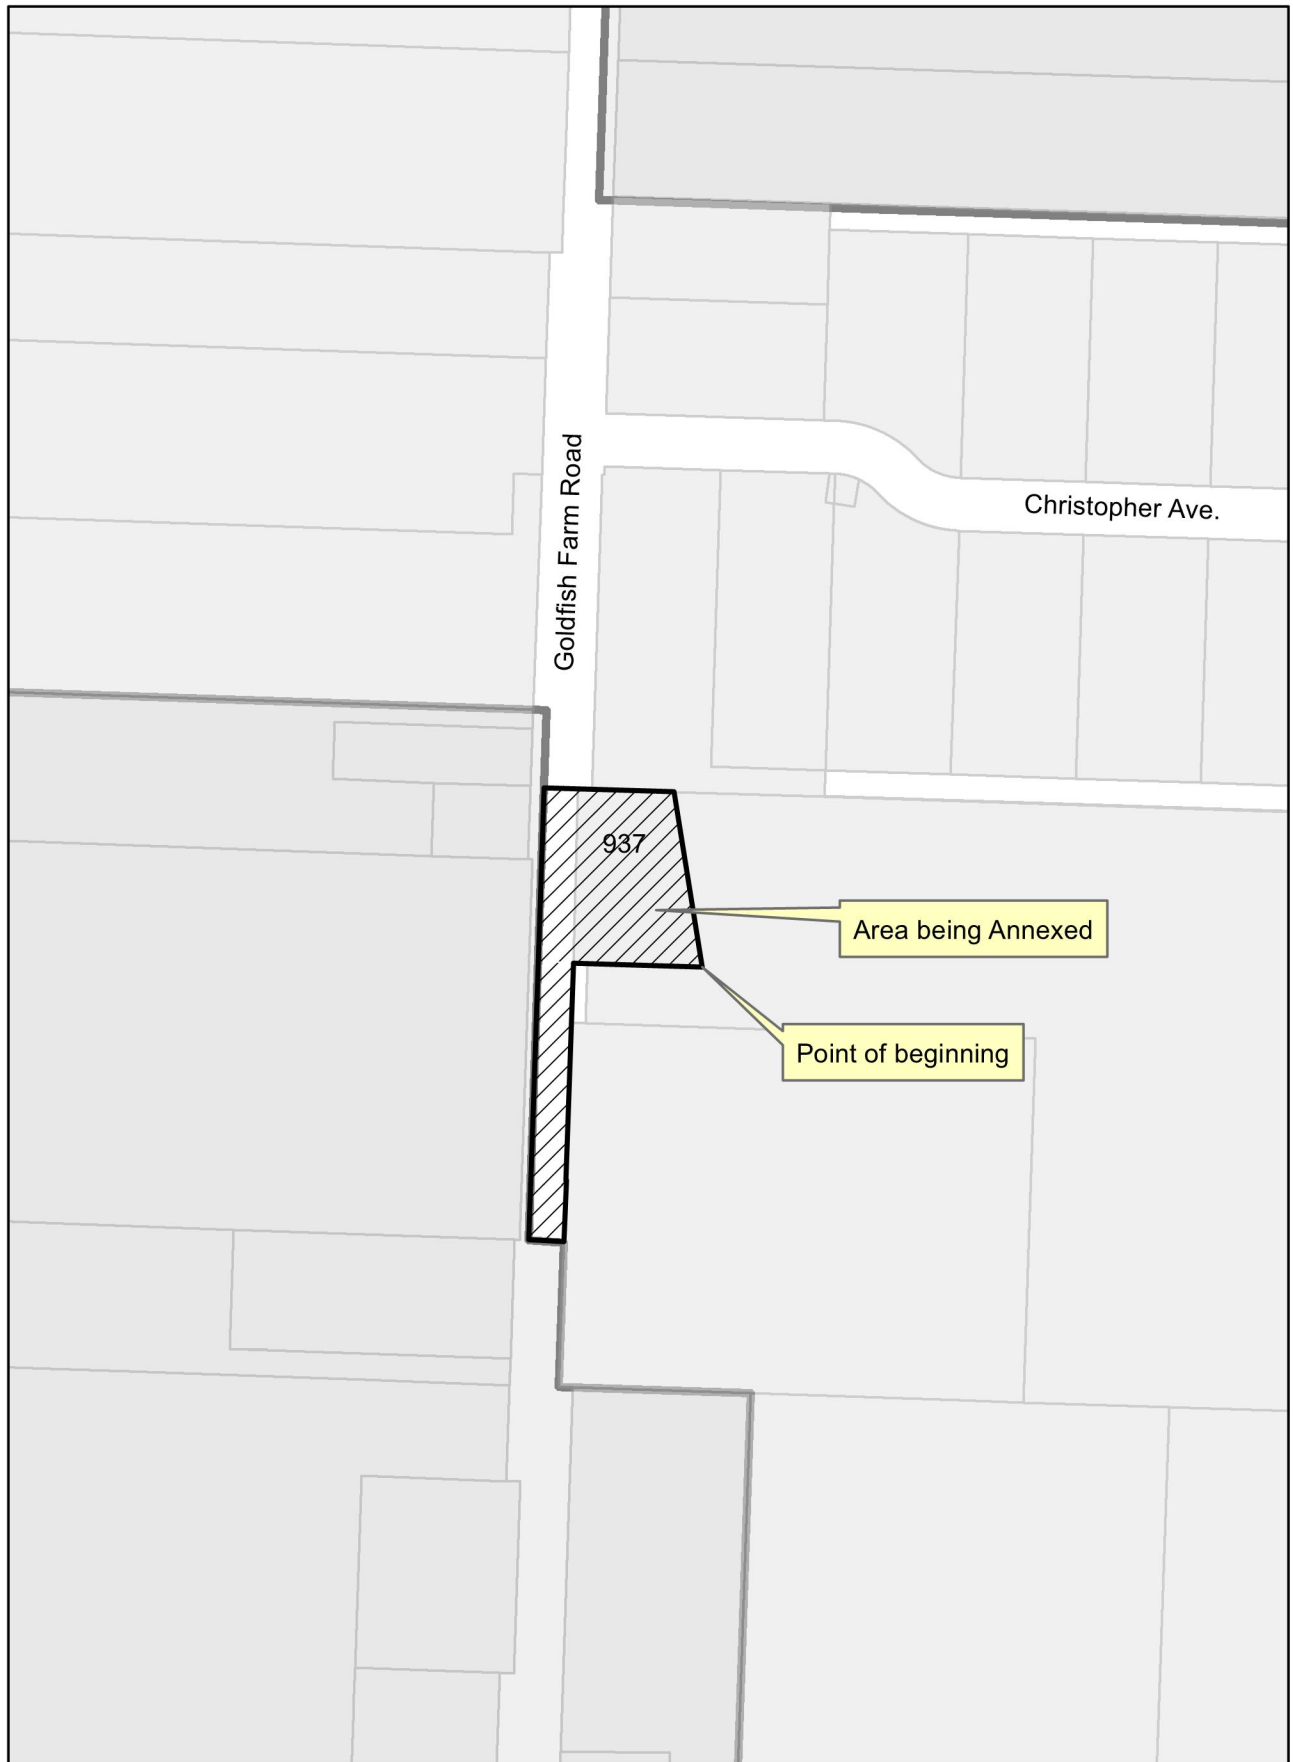 Goldfish Farm Road
Christopher Ave.
937
Area being Annexed
Point of beginning